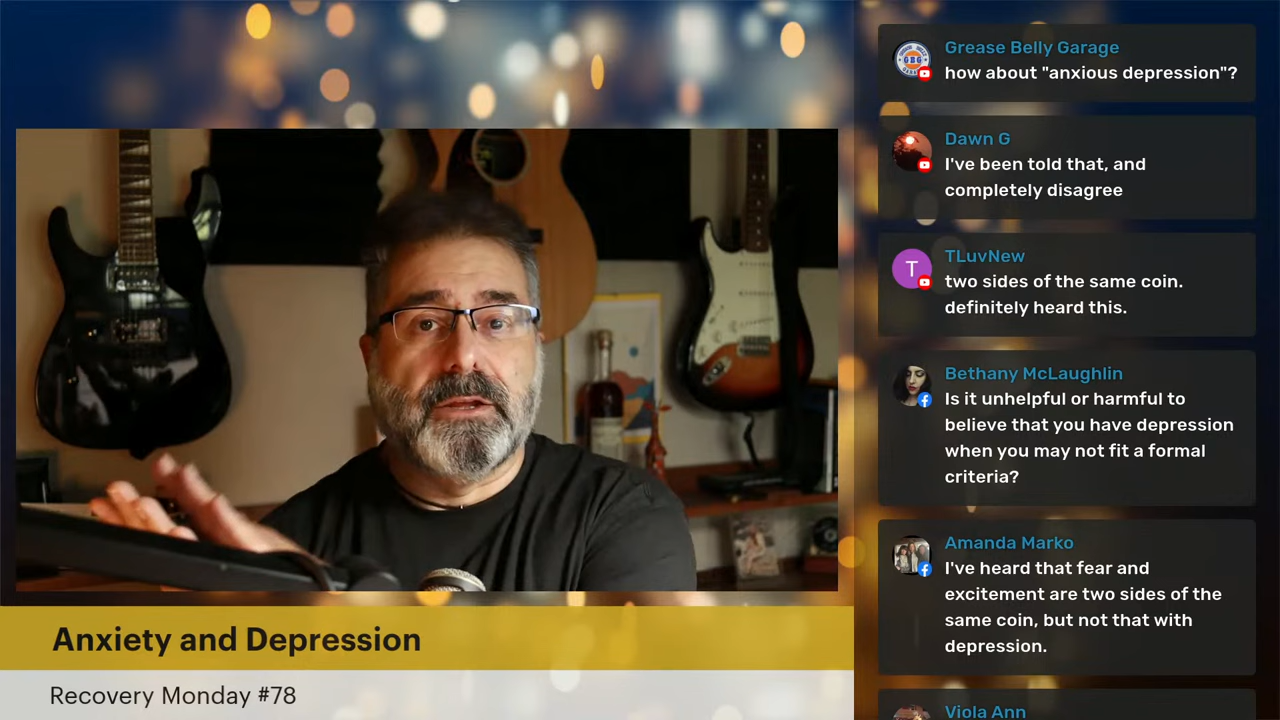 Grease Belly Garage
how about "anxious depression"?
GBG
Dawn G
I've been told that, and
completely disagree
T
TLuvNew
two sides of the same coin.
definitely heard this.
Bethany McLaughlin
Is it unhelpful or harmful to
believe that you have depression
when you may not fit a formal
criteria?
Amanda Marko
I've heard that fear and
excitement are two sides of the
same coin, but not that with
depression.
Viola Ann
Anxiety and Depression
Recovery Monday #78